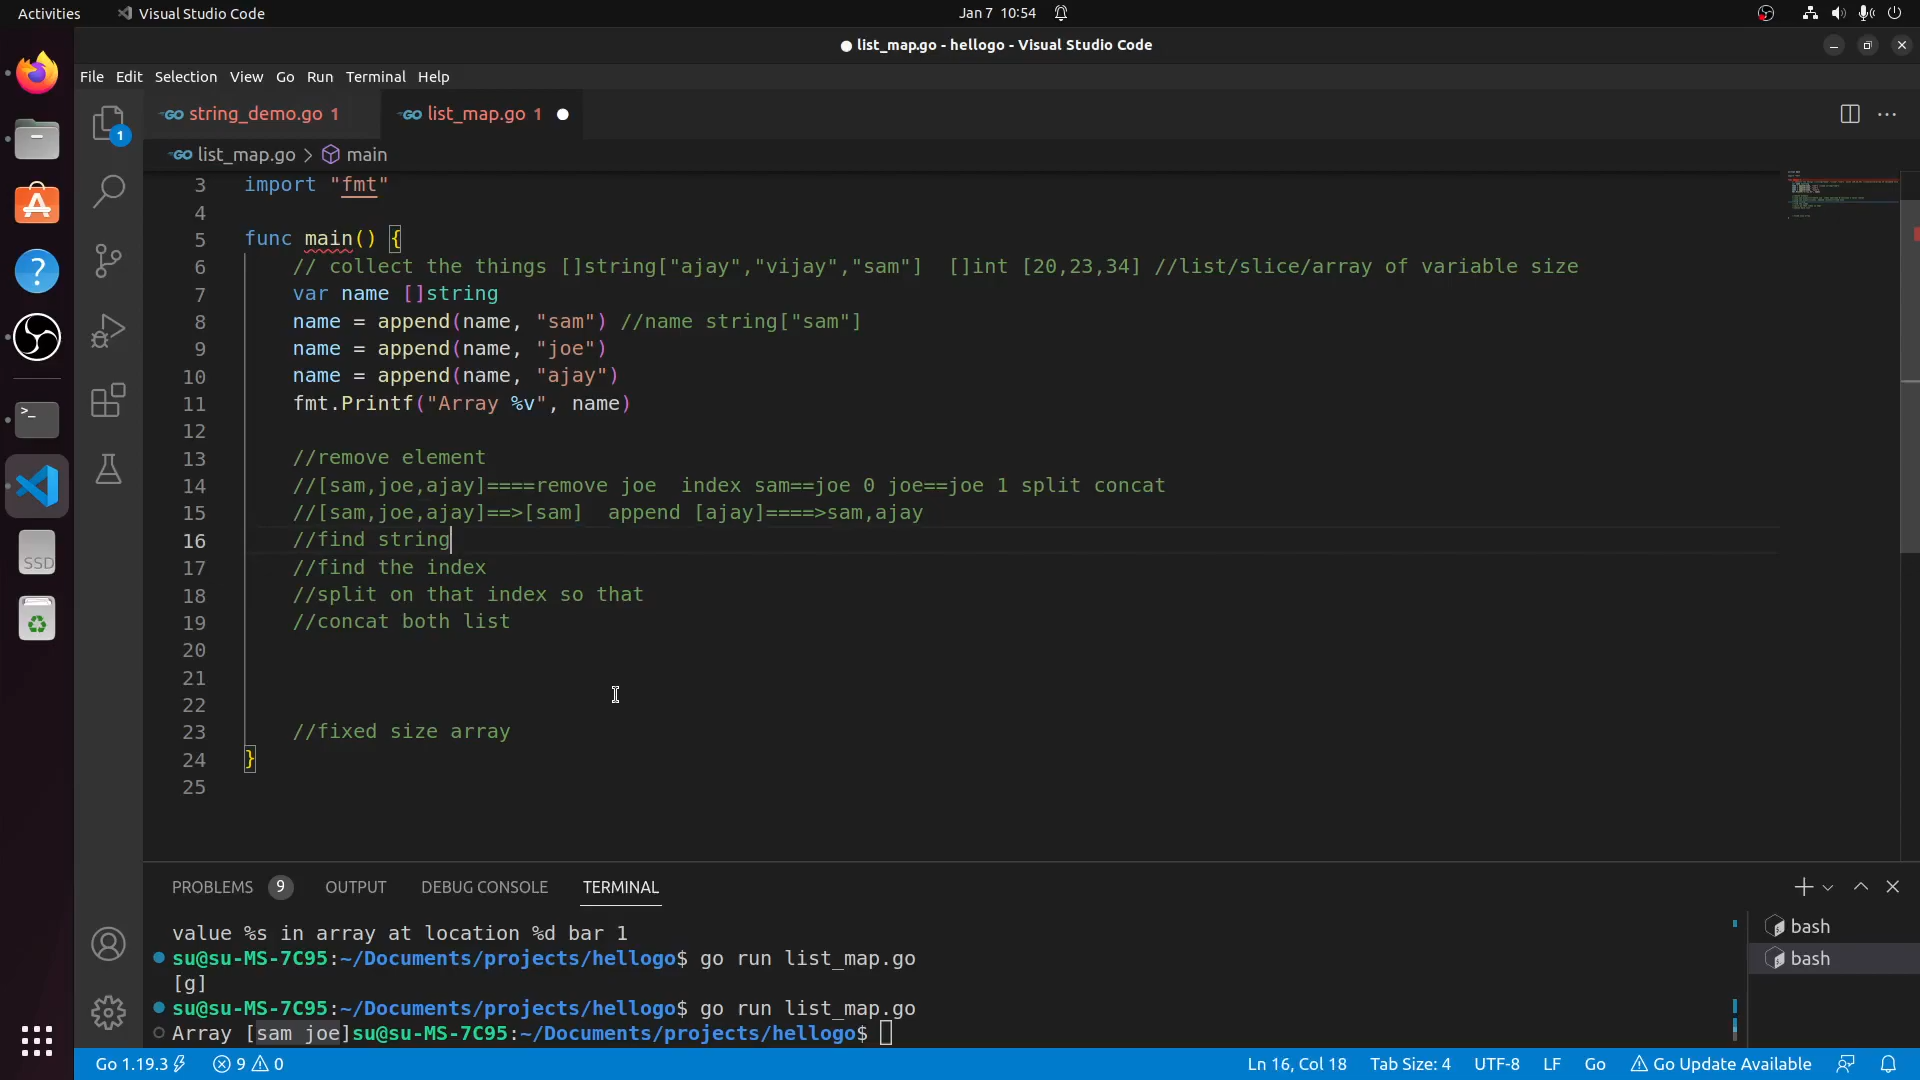 Activities Visual Studio Code Jan 7 10:54
list_map.go - hellogo - Visual Studio Code
File Edit Selection View Go Run Terminal Help
GO string_demo.go 1 GO list_map.go 1
1
GO list_map.go > main
3 import "fmt"
4
5 func main() {
6 // collect the things []string["ajay","vijay","sam"]  []int [20,23,34] //list/slice/array of variable size
7 var name []string
8 name = append(name, "sam") //name string["sam"]
9 name = append(name, "joe")
10 name = append(name, "ajay")
11 fmt.Printf("Array %v", name)
12
13 //remove element
14 //[sam,joe,ajay]====remove joe  index sam==joe 0 joe==joe 1 split concat
15 //[sam,joe,ajay]==>[sam]  append [ajay]====>sam,ajay
16 //find string
17 //find the index
18 //split on that index so that
19 //concat both list
20
21
22
23 //fixed size array
24 }
25
SSD
PROBLEMS 9 OUTPUT DEBUG CONSOLE TERMINAL
value %s in array at location %d bar 1
su@su-MS-7C95:~/Documents/projects/hellogo$ go run list_map.go
[g]
su@su-MS-7C95:~/Documents/projects/hellogo$ go run list_map.go
Array [sam joe]su@su-MS-7C95:~/Documents/projects/hellogo$
bash
bash
Go 1.19.3 9 0 Ln 16, Col 18 Tab Size: 4 UTF-8 LF Go Go Update Available